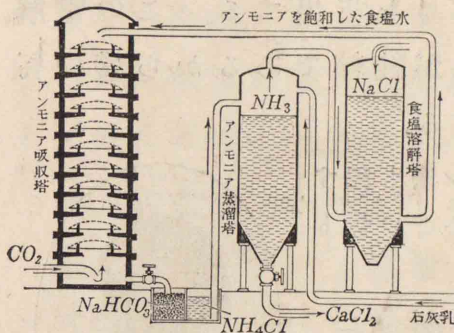 アンモニアを飽和した食塩水
アンモニア吸収塔
NH₃
アンモニア蒸溜塔
NaCl
食塩溶解塔
CO₂
NaHCO₃
NH₄Cl
CaCl₂
石灰乳